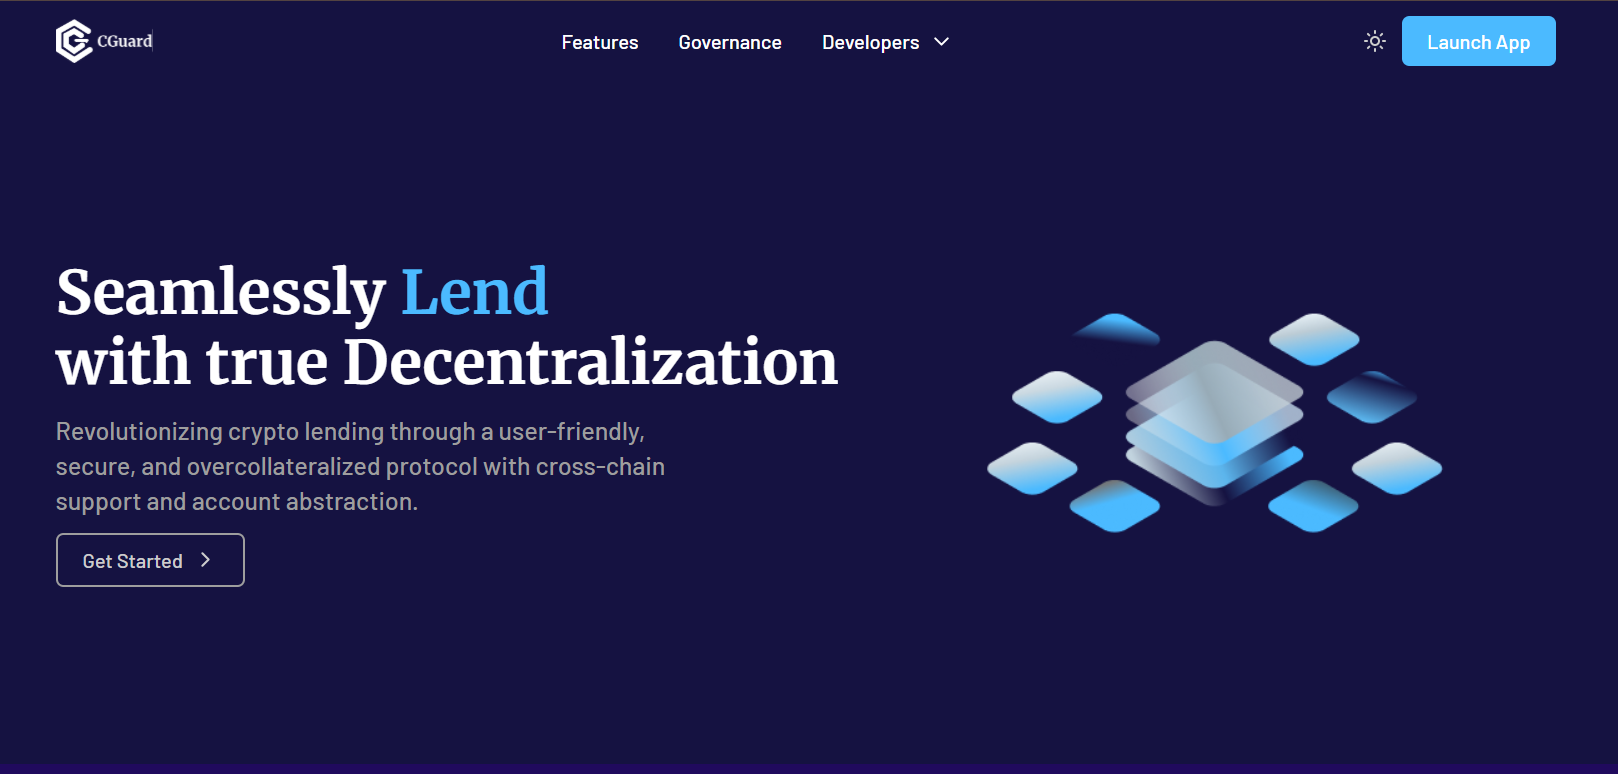 CGuard
Features
Governance
Developers
Launch App
Seamlessly Lend
with true Decentralization
Revolutionizing crypto lending through a user-friendly,
secure, and overcollateralized protocol with cross-chain
support and account abstraction.
Get Started